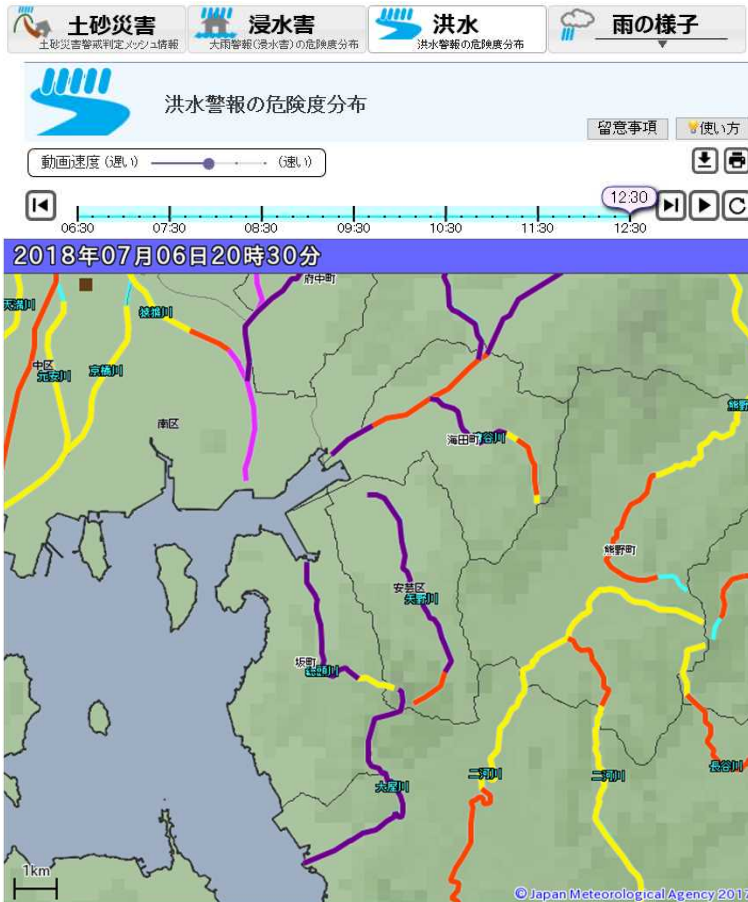 土砂災害
土砂災害警戒判定メッシュ情報
浸水害
大雨警報(浸水害)の危険度分布
洪水
洪水警報の危険度分布
雨の様子
▼
洪水警報の危険度分布
留意事項
使い方
動画速度 (遅い)
(速い)
12:30
06:30 07:30 08:30 09:30 10:30 11:30 12:30
2018年07月06日20時30分
府中町
天満川
猿猴川
中区
元安川
京橋川
南区
海田町
熊野
熊野町
安芸区
矢野川
坂町
総頭川
大屋川
二河川
二河川
長谷川
1km
© Japan Meteorological Agency 2017